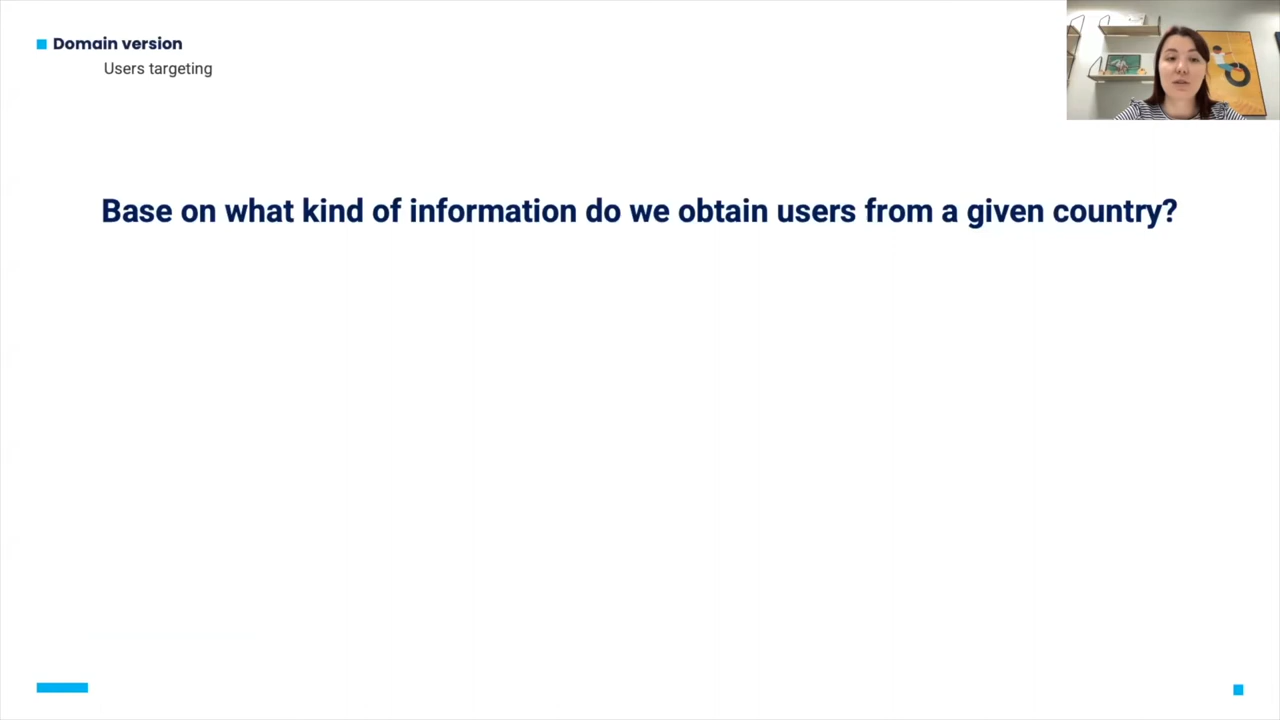 Domain version
Users targeting
Base on what kind of information do we obtain users from a given country?